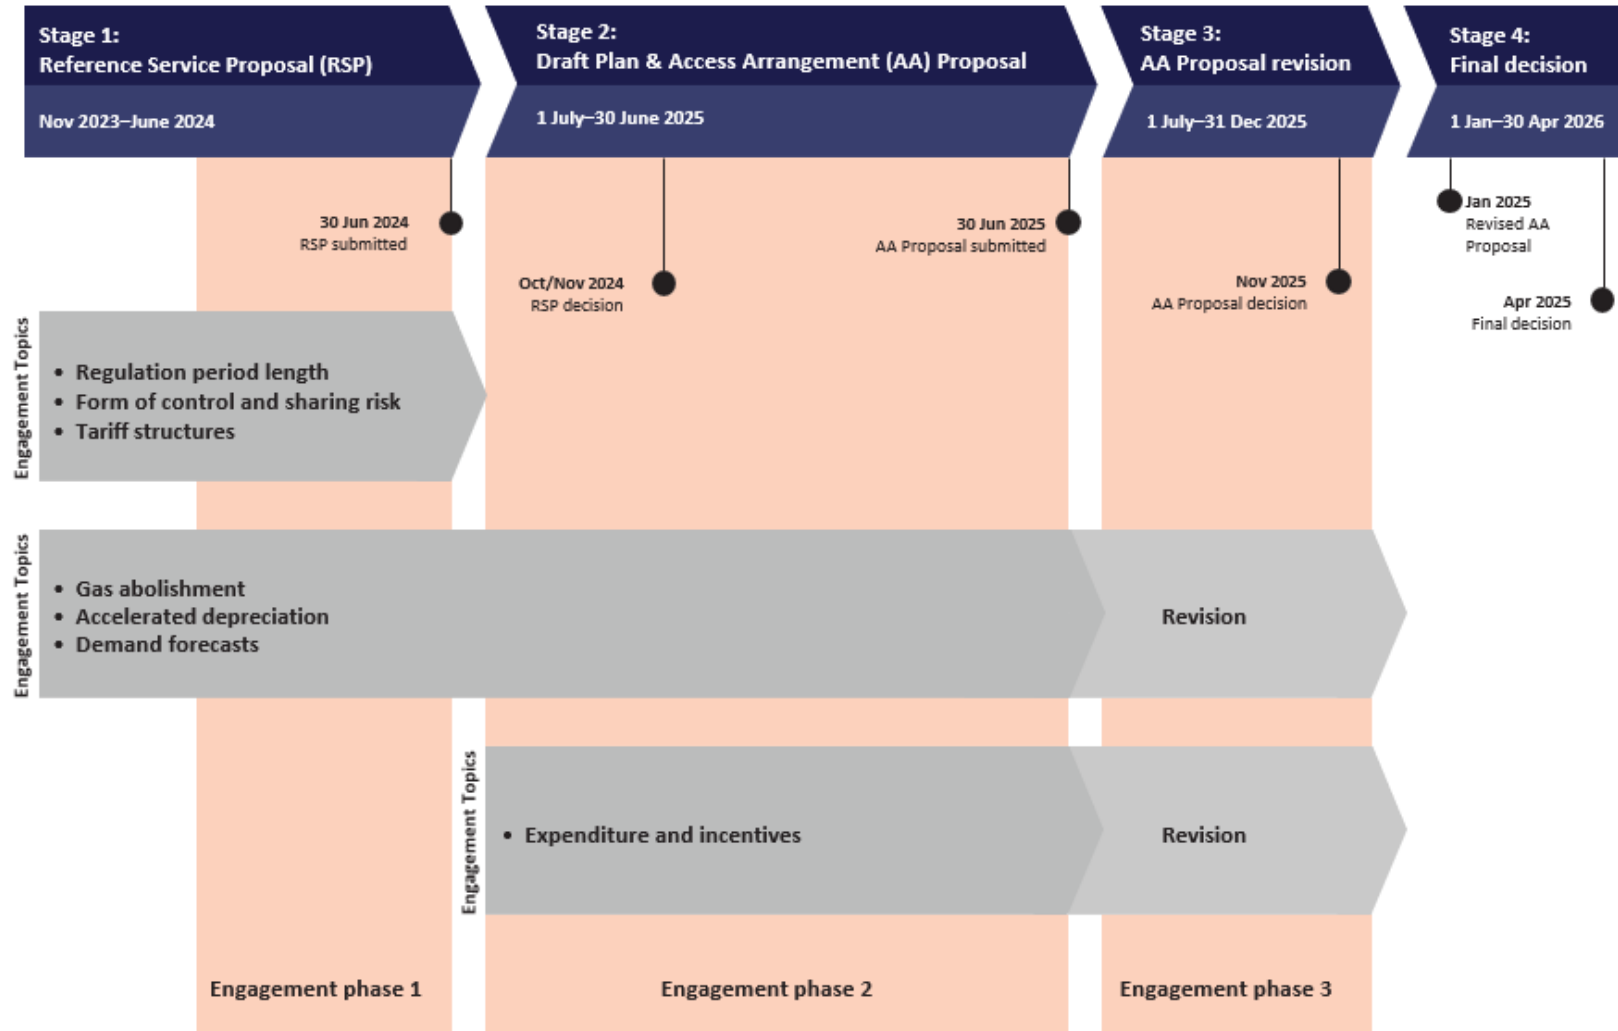 Stage 1:
Reference Service Proposal (RSP)
Nov 2023–June 2024
Stage 2:
Draft Plan & Access Arrangement (AA) Proposal
1 July–30 June 2025
Stage 3:
AA Proposal revision
1 July–31 Dec 2025
Stage 4:
Final decision
1 Jan–30 Apr 2026
30 Jun 2024
RSP submitted
Oct/Nov 2024
RSP decision
30 Jun 2025
AA Proposal submitted
Nov 2025
AA Proposal decision
Jan 2025
Revised AA
Proposal
Apr 2025
Final decision
Engagement Topics
• Regulation period length
• Form of control and sharing risk
• Tariff structures
Engagement Topics
• Gas abolishment
• Accelerated depreciation
• Demand forecasts
Revision
Engagement Topics
• Expenditure and incentives
Revision
Engagement phase 1
Engagement phase 2
Engagement phase 3